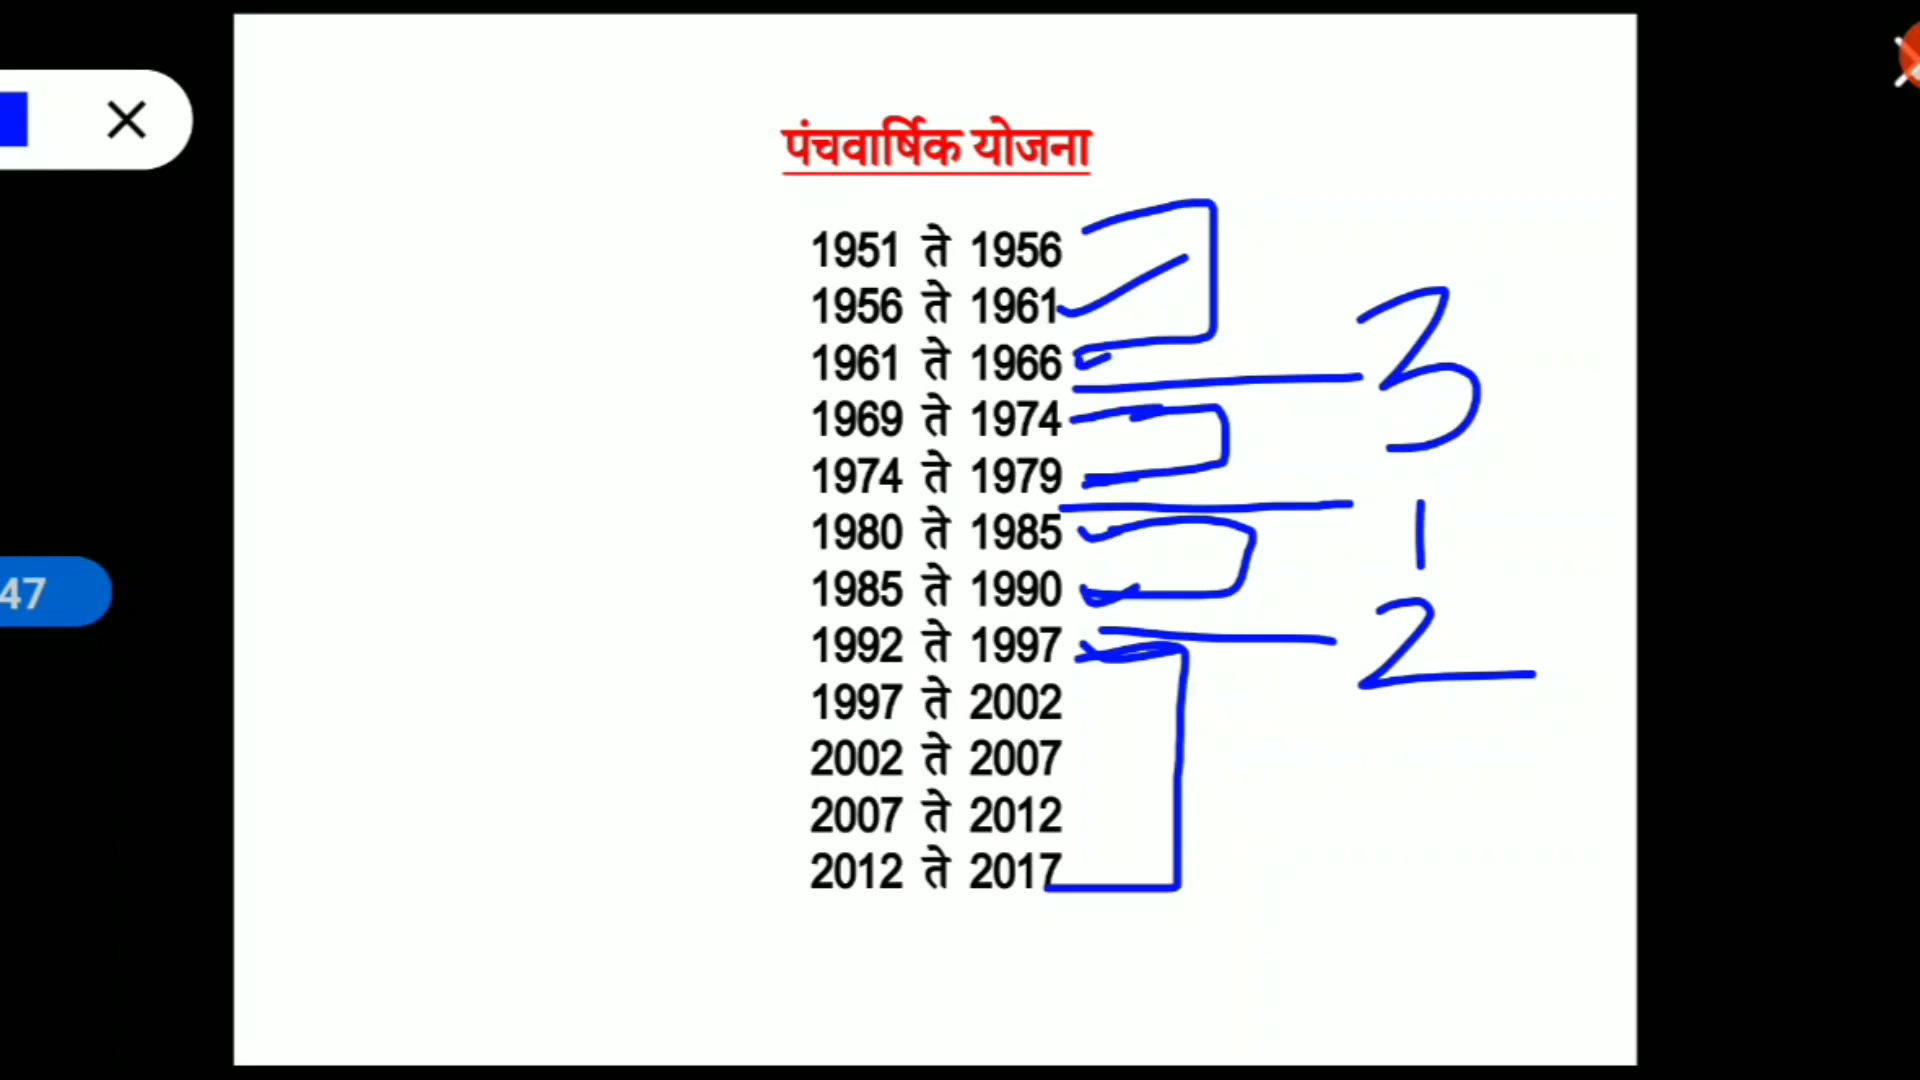 पंचवार्षिक योजना
1951 ते 1956
1956 ते 1961
1961 ते 1966
3
1969 ते 1974
1974 ते 1979
1
1980 ते 1985
1985 ते 1990
2
1992 ते 1997
1997 ते 2002
2002 ते 2007
2007 ते 2012
2012 ते 2017
47